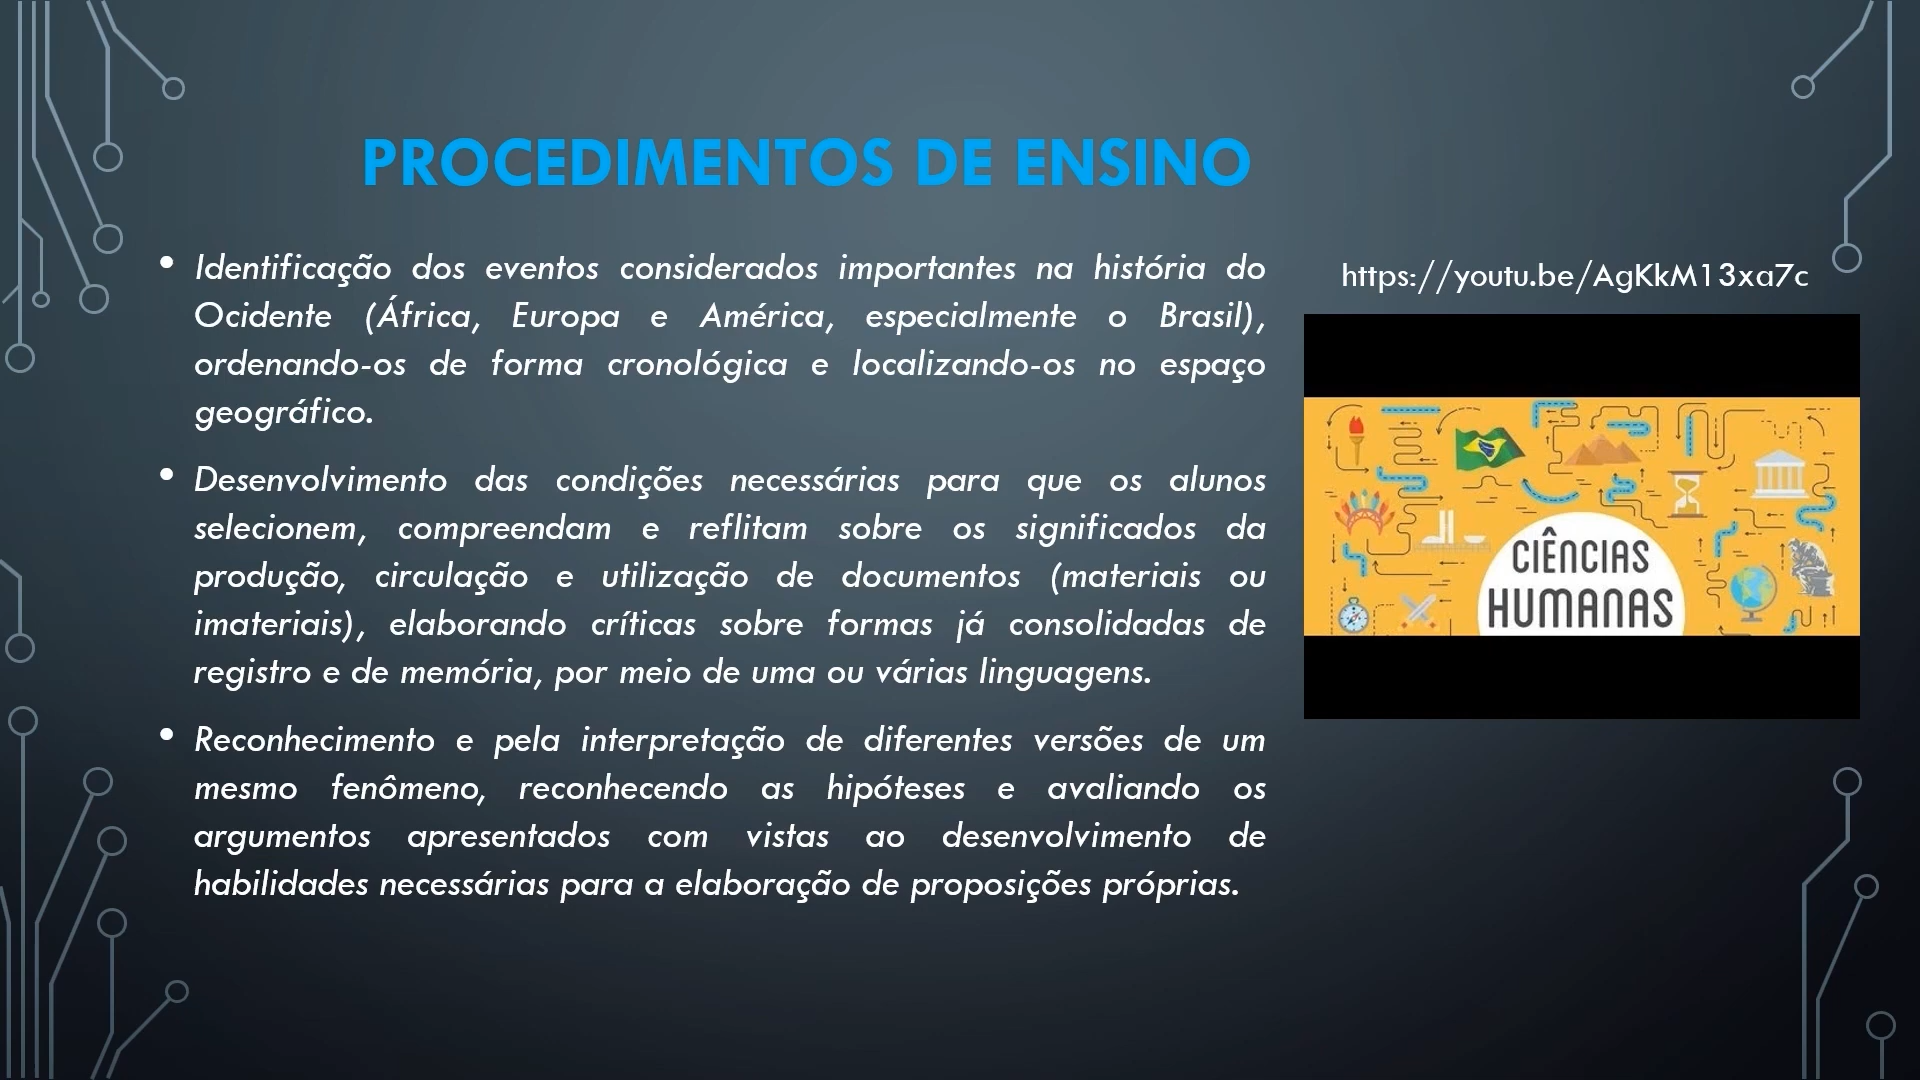 PROCEDIMENTOS DE ENSINO
• Identificação dos eventos considerados importantes na história do
Ocidente (África, Europa e América, especialmente o Brasil),
ordenando-os de forma cronológica e localizando-os no espaço
geográfico.
• Desenvolvimento das condições necessárias para que os alunos
selecionem, compreendam e reflitam sobre os significados da
produção, circulação e utilização de documentos (materiais ou
imateriais), elaborando críticas sobre formas já consolidadas de
registro e de memória, por meio de uma ou várias linguagens.
• Reconhecimento e pela interpretação de diferentes versões de um
mesmo fenômeno, reconhecendo as hipóteses e avaliando os
argumentos apresentados com vistas ao desenvolvimento de
habilidades necessárias para a elaboração de proposições próprias.
https://youtu.be/AgKkM13xa7c
CIÊNCIAS
HUMANAS